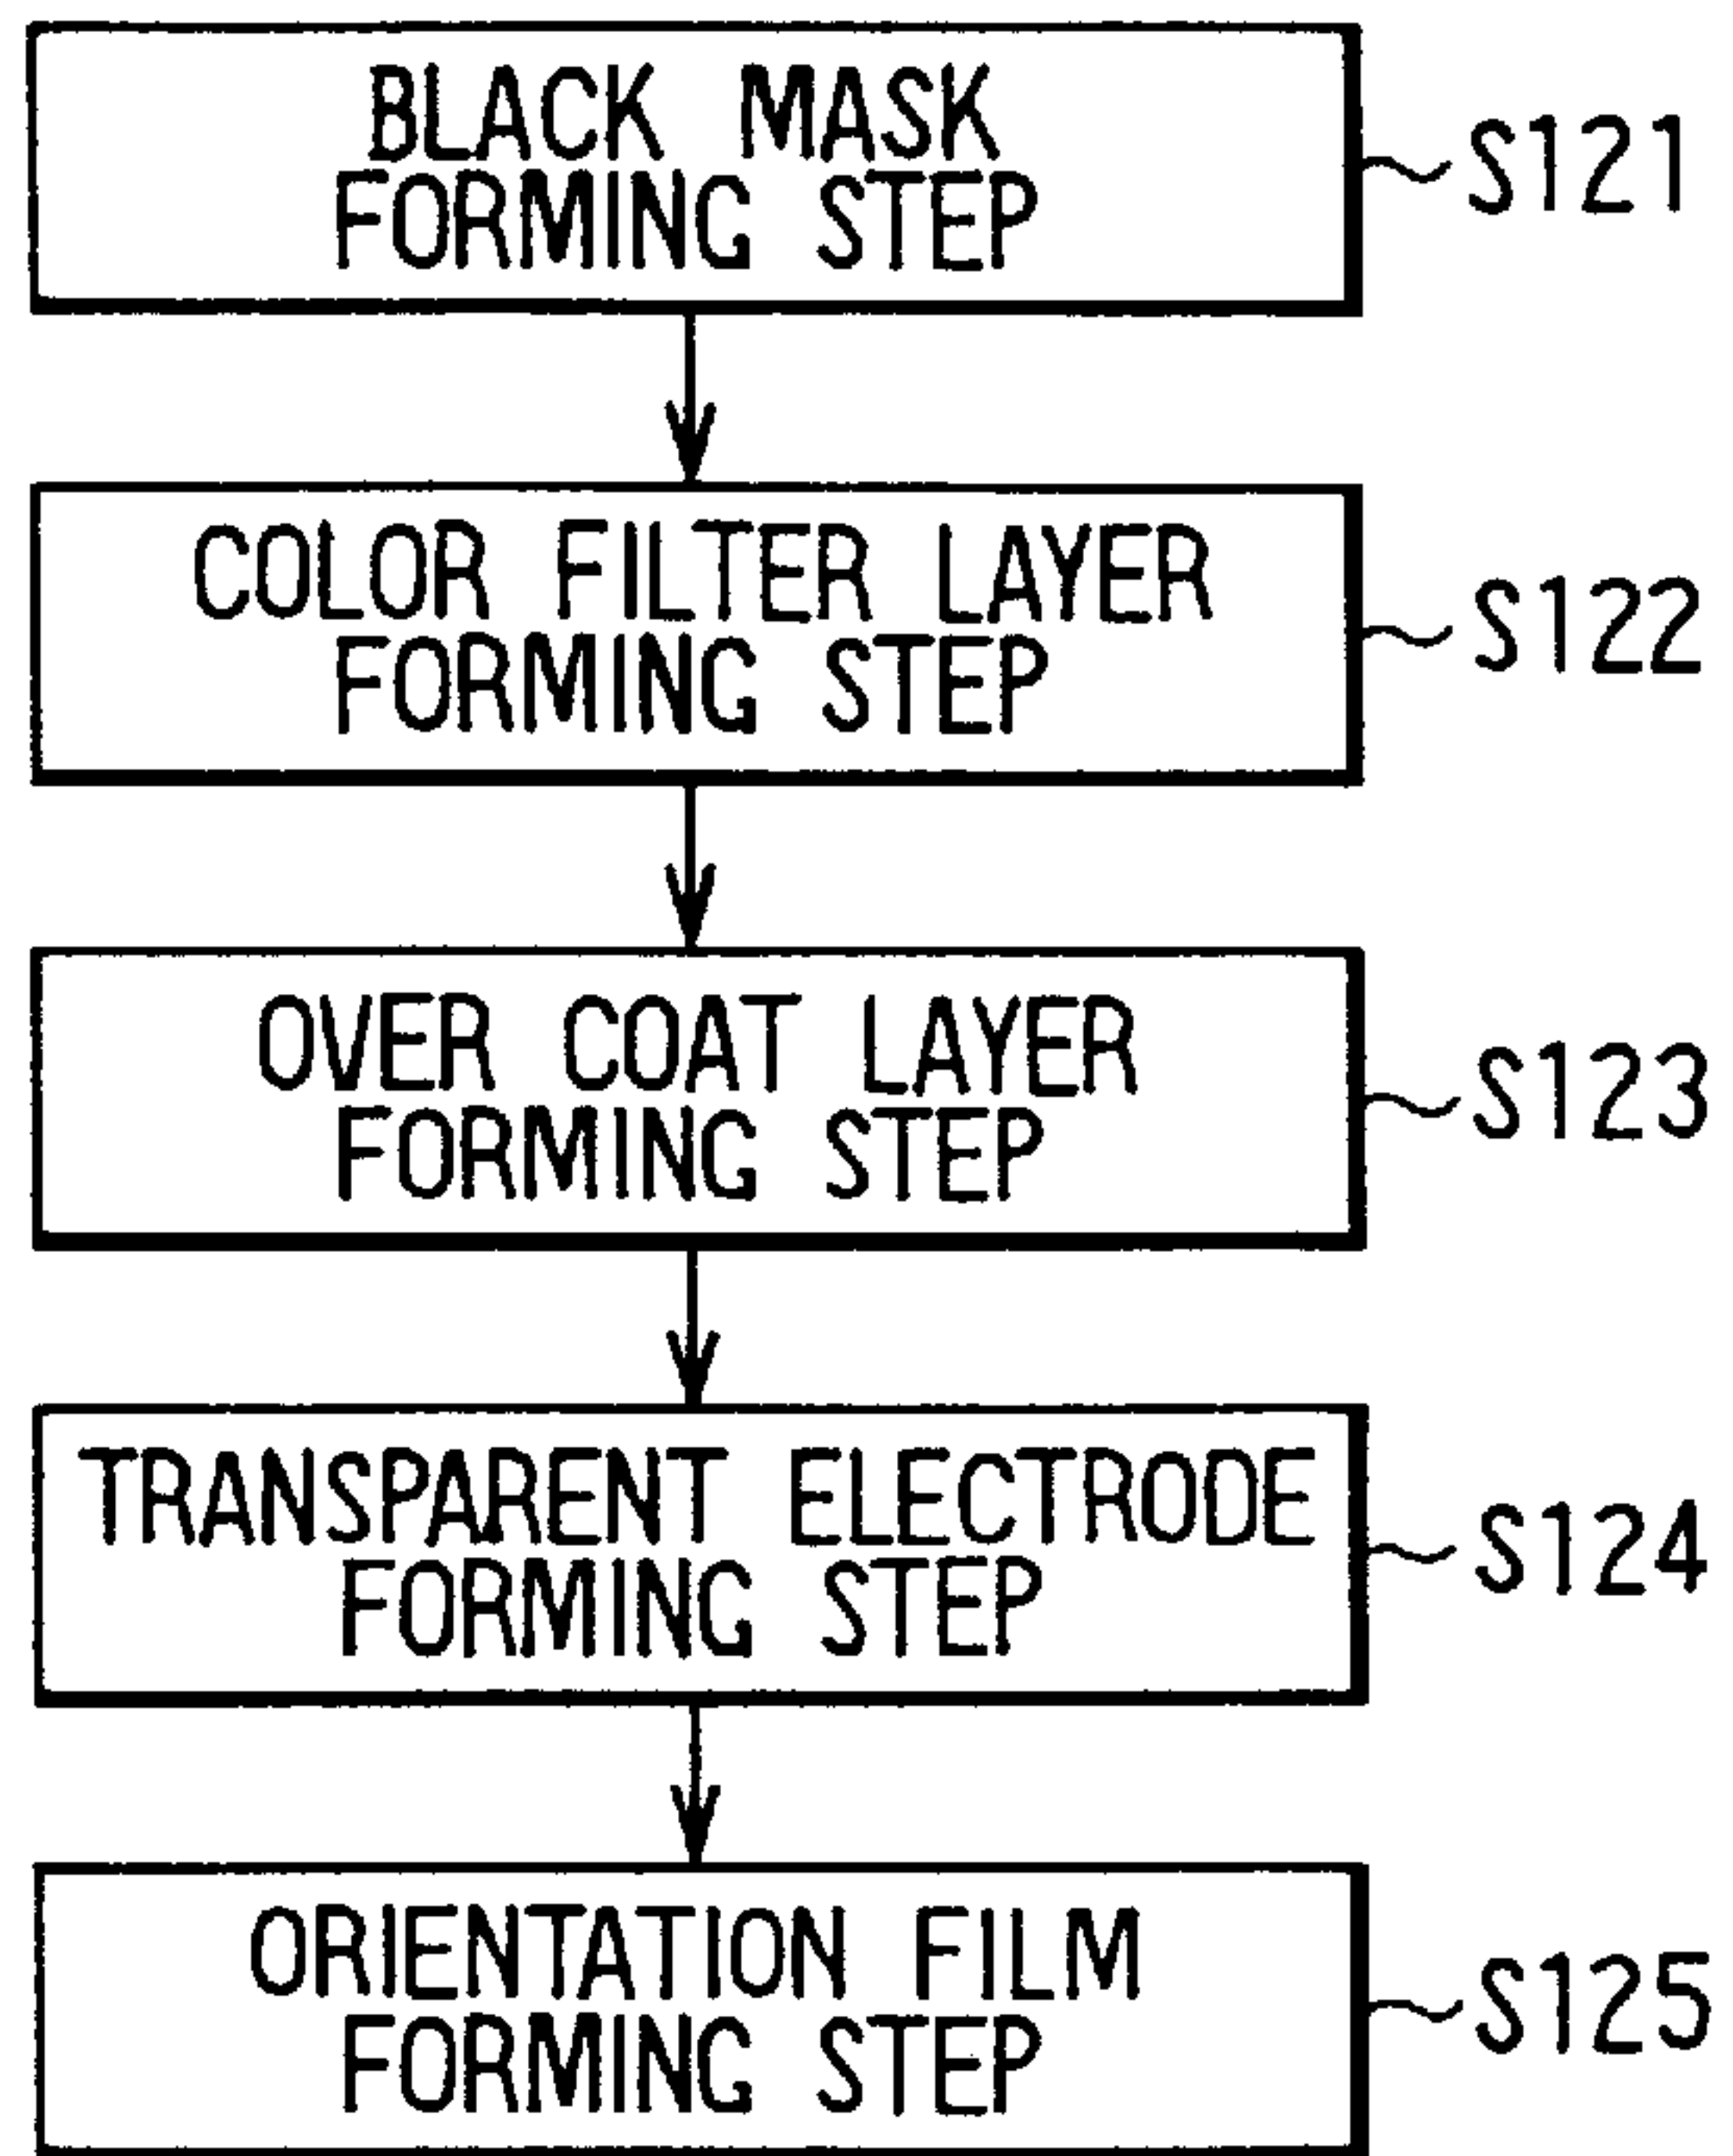 BLACK MASK
FORMING STEP
S121
COLOR FILTER LAYER
FORMING STEP
S122
OVER COAT LAYER
FORMING STEP
S123
TRANSPARENT ELECTRODE
FORMING STEP
S124
ORIENTATION FILM
FORMING STEP
S125